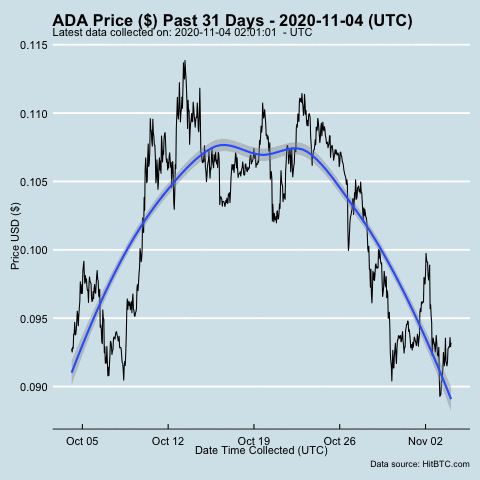 ADA Price ($) Past 31 Days - 2020-11-04 (UTC)
Latest data collected on: 2020-11-04 02:01:01 - UTC
0.115
0.110
0.105
0.100
0.095
0.090
Price USD ($)
Oct 05 Oct 12 Oct 19 Oct 26 Nov 02
Date Time Collected (UTC)
Data source: HitBTC.com